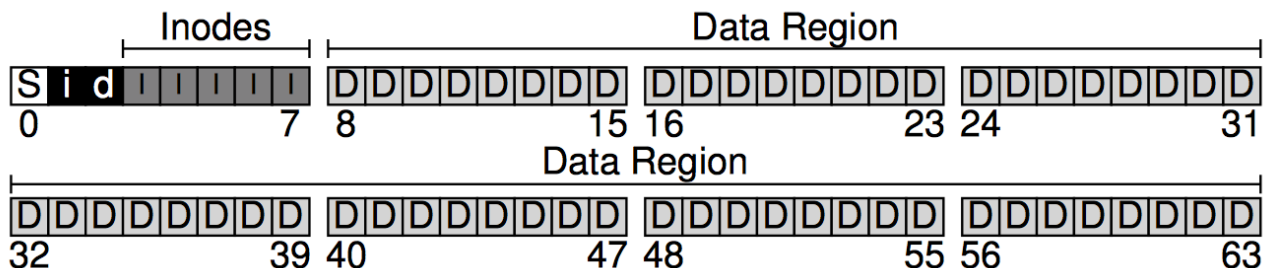 Inodes Data Region
S i d I I I I I D D D D D D D D D D D D D D D D D D D D D D D D
0 7 8 15 16 23 24 31
Data Region
D D D D D D D D D D D D D D D D D D D D D D D D D D D D D D D D
32 39 40 47 48 55 56 63